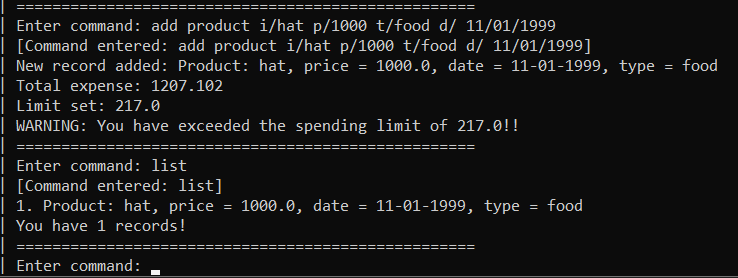 | ==================================================
| Enter command: add product i/hat p/1000 t/food d/ 11/01/1999
| [Command entered: add product i/hat p/1000 t/food d/ 11/01/1999]
| New record added: Product: hat, price = 1000.0, date = 11-01-1999, type = food
| Total expense: 1207.102
| Limit set: 217.0
| WARNING: You have exceeded the spending limit of 217.0!!
| ==================================================
| Enter command: list
| [Command entered: list]
| 1. Product: hat, price = 1000.0, date = 11-01-1999, type = food
| You have 1 records!
| ==================================================
| Enter command: